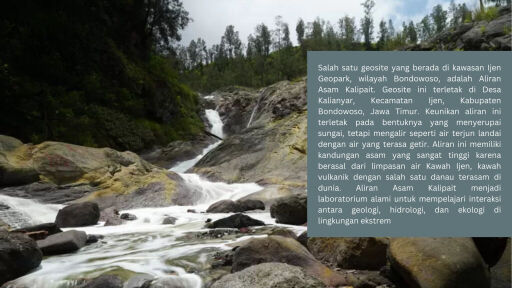 Salah satu geosite yang berada di kawasan Ijen
Geopark, wilayah Bondowoso, adalah Aliran
Asam Kalipait. Geosite ini terletak di Desa
Kalianyar, Kecamatan Ijen, Kabupaten
Bondowoso, Jawa Timur. Keunikan aliran ini
terletak pada bentuknya yang menyerupai
sungai, tetapi mengalir seperti air terjun landai
dengan air yang terasa getir. Aliran ini memiliki
kandungan asam yang sangat tinggi karena
berasal dari limpasan air Kawah Ijen, kawah
vulkanik dengan salah satu danau terasam di
dunia. Aliran Asam Kalipait menjadi
laboratorium alami untuk mempelajari interaksi
antara geologi, hidrologi, dan ekologi di
lingkungan ekstrem